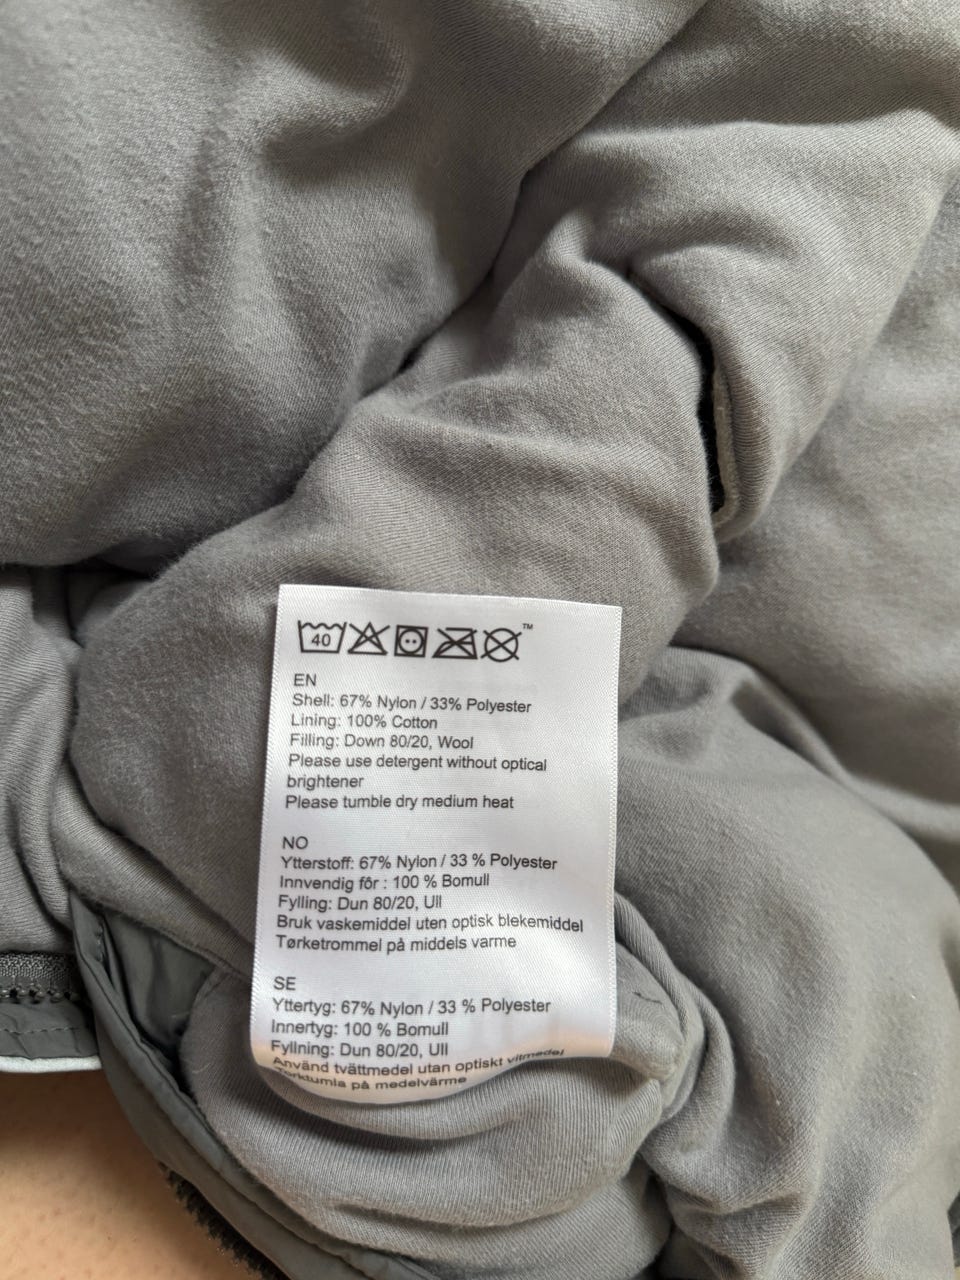 40
™
EN
Shell: 67% Nylon / 33% Polyester
Lining: 100% Cotton
Filling: Down 80/20, Wool
Please use detergent without optical
brightener
Please tumble dry medium heat
NO
Ytterstoff: 67% Nylon / 33 % Polyester
Innvendig fôr : 100 % Bomull
Fylling: Dun 80/20, Ull
Bruk vaskemiddel uten optisk blekemiddel
Tørketrommel på middels varme
SE
Yttertyg: 67% Nylon / 33 % Polyester
Innertyg: 100 % Bomull
Fyllning: Dun 80/20, Ull
Använd tvättmedel utan optiskt vitmedel
Torktumla på medelvärme